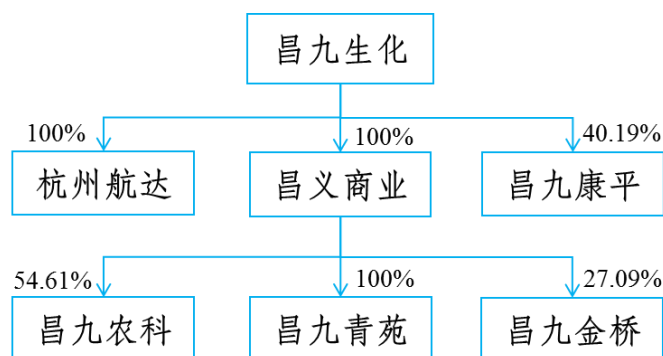 昌九生化
100%
100%
40.19%
杭州航达
昌义商业
昌九康平
54.61%
100%
27.09%
昌九农科
昌九青苑
昌九金桥